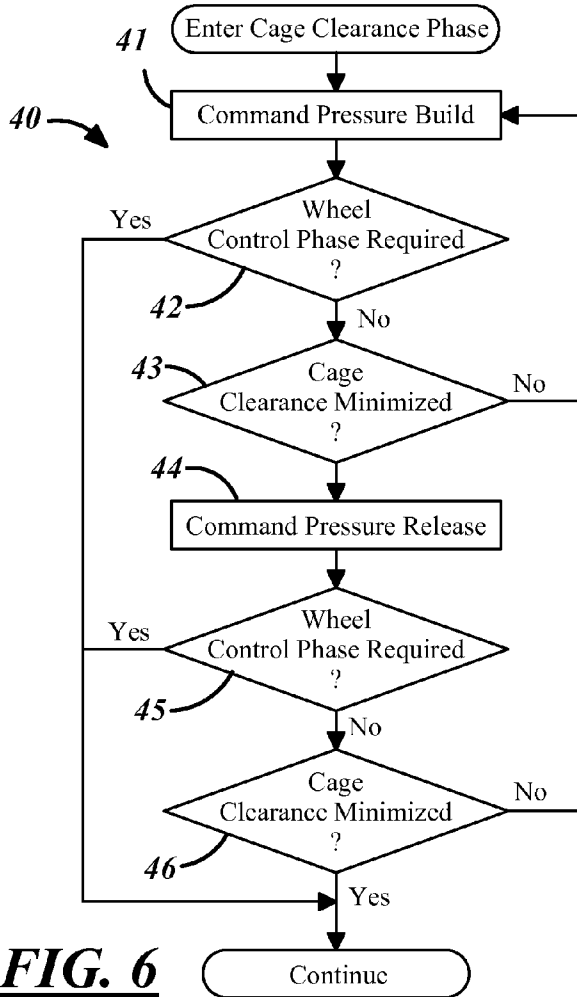 Enter Cage Clearance Phase
41
Command Pressure Build
40
Yes
Wheel
Control Phase Required
?
42
No
43
Cage
Clearance Minimized
?
No
44
Command Pressure Release
Wheel
Control Phase Required
?
Yes
45
No
Cage
Clearance Minimized
?
No
46
Yes
FIG. 6
Continue